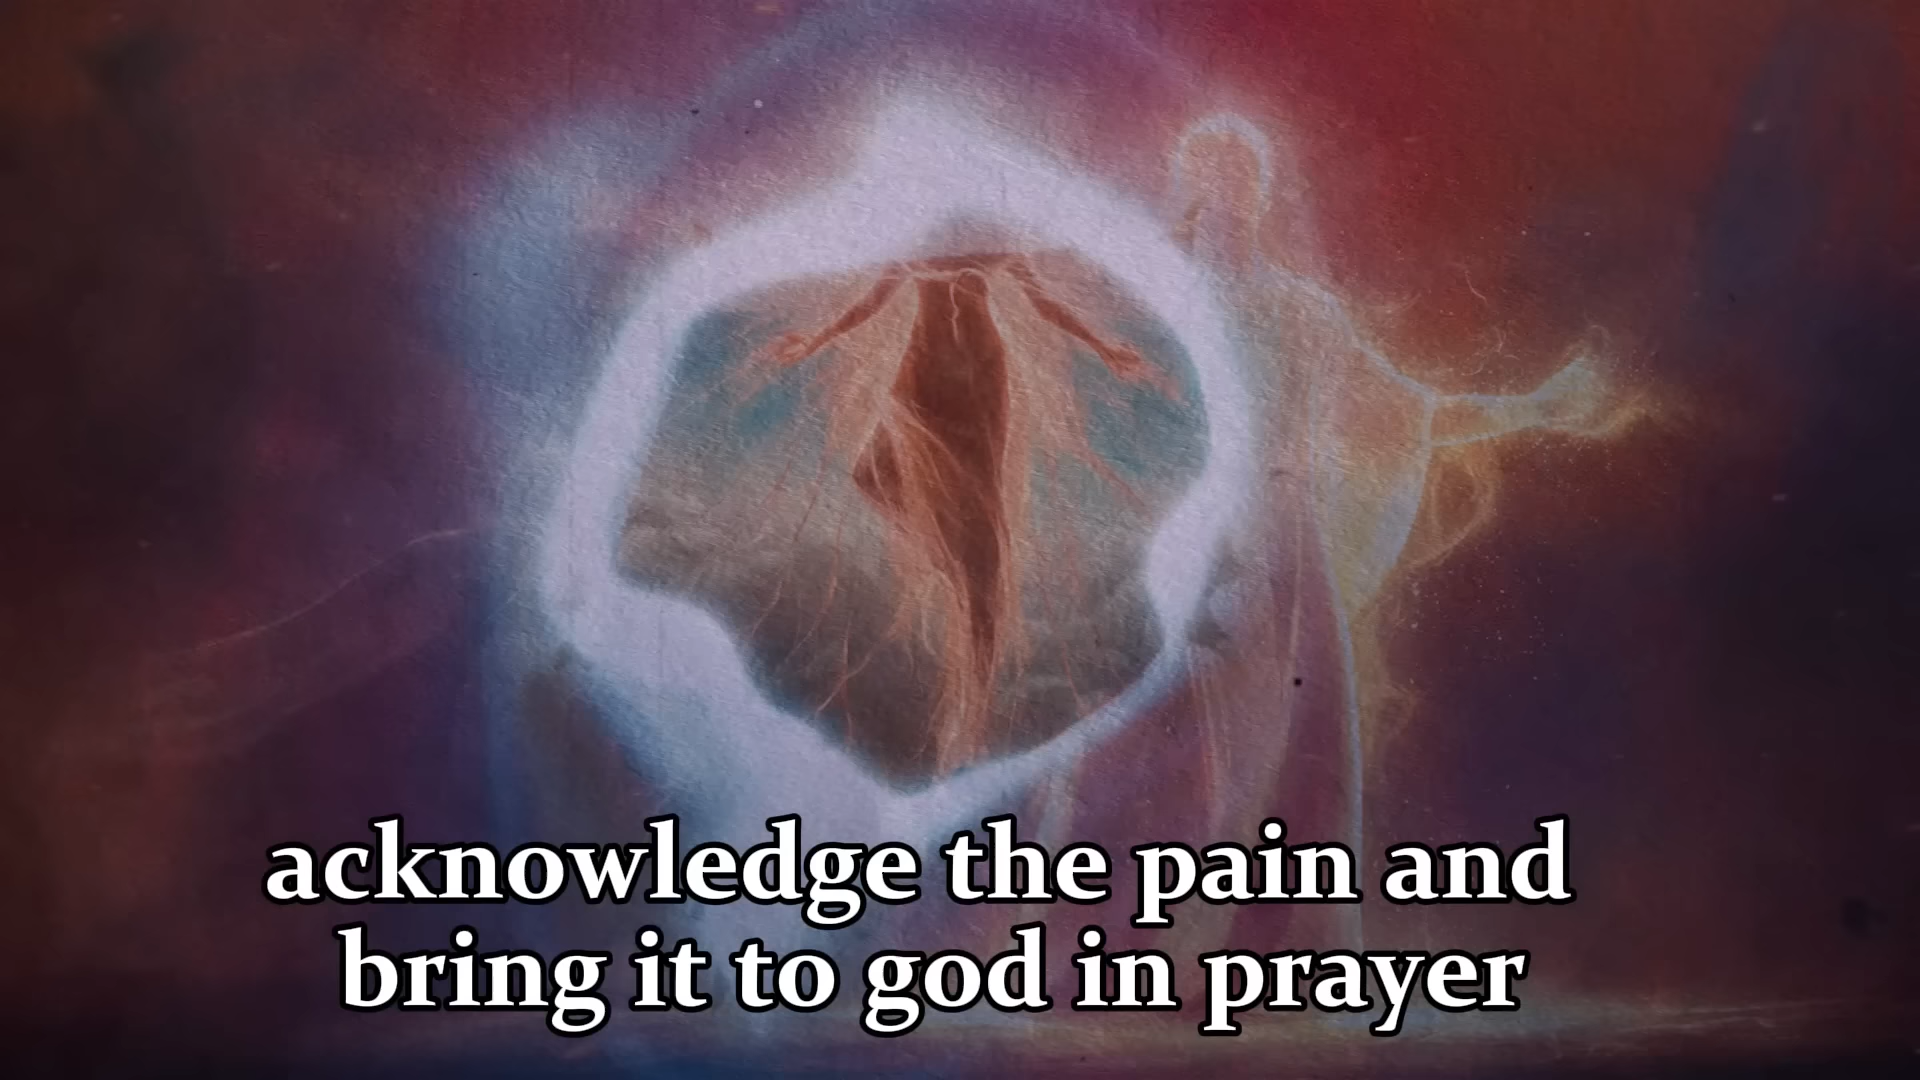 acknowledge the pain and
bring it to god in prayer